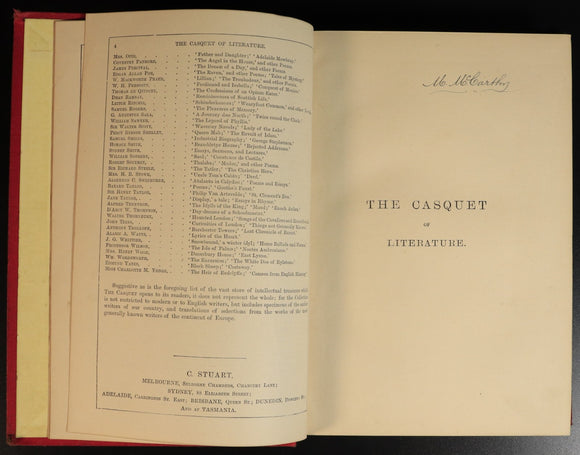 4 THE CASQUET OF LITERATURE.
MRS. OPIE, . . . "Father and Daughter;" "Adelaide Mowbray."
COVENTRY PATMORE, . . . "The Angel in the House," and other Poems.
JAMES PERCIVAL, . . . "The Dream of a Day," and other Poems.
EDGAR ALLAN POE, . . . "The Raven," and other Poems; "Tales of Mystery."
W. MACKWORTH PRAED, . . . "Lillian;" "The Troubadour," and other Poems.
W. H. PRESCOTT, . . . "Ferdinand and Isabella;" "Conquest of Mexico."
THOMAS DE QUINCEY, . . . "The Confessions of an Opium Eater."
DEAN RAMSAY, . . . "Reminiscences of Scottish Life."
LEITCH RITCHIE, . . . "Schinderhannes;" "Wearyfoot Common," and other
SAMUEL ROGERS, . . . "The Pleasures of Memory."
G. AUGUSTUS SALA, . . . "A Journey due North;" "Twice round the Clock."
WILLIAM SAWYER, . . . "The Legend of Phyllis."
SIR WALTER SCOTT, . . . "Waverley Novels;" "Lady of the Lake."
PERCY BYSSHE SHELLEY, . . . "Queen Mab;" "The Revolt of Islam."
SAMUEL SMILES, . . . "Industrial Biography;" "George Stephenson."
HORACE SMITH, . . . "Brambletye House;" "Rejected Addresses."
SYDNEY SMITH, . . . "Essays, Sermons, and Lectures."
WILLIAM SOTHEBY, . . . "Saul;" "Constance de Castile."
ROBERT SOUTHEY, . . . "Thalaba;" "Madoc," and other Poems.
SIR RICHARD STEELE, . . . "The Tatler;" "The Christian Hero."
MRS. H. B. STOWE, . . . "Uncle Tom's Cabin;" "Dred."
ALGERNON C. SWINBURNE, . . . "Atalanta in Calydon;" "Poems and Essays."
BAYARD TAYLOR, . . . "Poems;" "Goethe's Faust."
SIR HENRY TAYLOR, . . . "Philip Van Artevelde;" "St. Clement's Eve."
JANE TAYLOR, . . . "Display, a tale;" "Essays in Rhyme."
ALFRED TENNYSON, . . . "The Idylls of the King;" "Maud;" "Enoch Arden."
D'ARCY W. THOMPSON, . . . "Day-dreams of a Schoolmaster."
WALTER THORNBURY, . . . "Haunted London;" "Songs of the Cavaliers and Roundheads."
JOHN TIMBS, . . . "Curiosities of London;" "Things not Generally Known."
ANTHONY TROLLOPE, . . . "Barchester Towers;" "Last Chronicle of Barset."
ALARIC A. WATTS, . . . "Lyrics of the Heart."
J. G. WHITTIER, . . . "Snowbound, a winter idyl;" "Home Ballads and Poems."
PROFESSOR WILSON, . . . "The Isle of Palms;" "Noctes Ambrosianæ."
MRS. HENRY WOOD, . . . "Danesbury House;" "East Lynne."
WM. WORDSWORTH, . . . "The Excursion;" "The White Doe of Rylstone."
EDMUND YATES, . . . "Black Sheep;" "Castaway."
MISS CHARLOTTE M. YONGE, . . . "The Heir of Redclyffe;" "Cameos from English History."
Suggestive as is the foregoing list of the vast store of intellectual treasures which
THE CASQUET opens to its readers, it does not represent the whole; for the Collection
is not restricted to modern or to English writers, but includes specimens of the
writers of our country, and translations of selections from the works of the most
generally known writers of the continent of Europe.
C. STUART,
MELBOURNE, SELBORNE CHAMBERS, CHANCERY LANE;
SYDNEY, 53 ELIZABETH STREET;
ADELAIDE, CARRINGTON ST. EAST; BRISBANE, QUEEN ST.; DUNEDIN,
AND AT TASMANIA.
M. McCarthy
THE CASQUET
OF
LITERATURE.